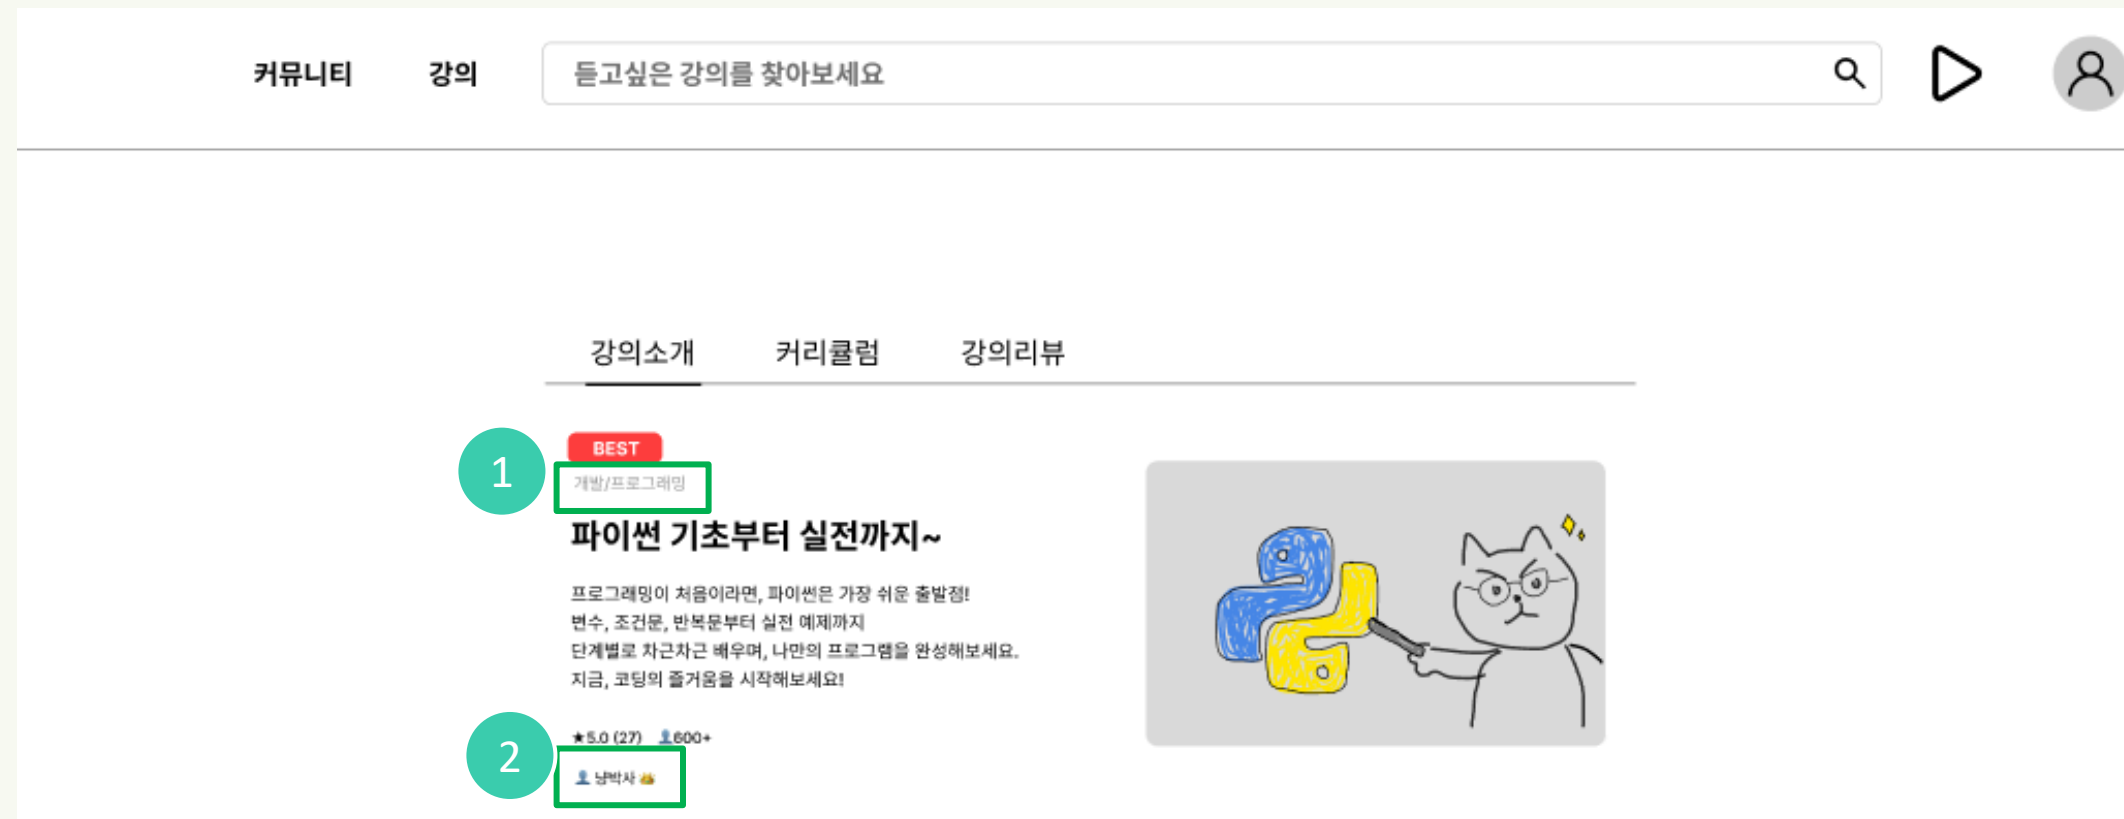 커뮤니티 강의 듣고싶은 강의를 찾아보세요
강의소개 커리큘럼 강의리뷰
1
BEST
개발/프로그래밍
파이썬 기초부터 실전까지~
프로그래밍이 처음이라면, 파이썬은 가장 쉬운 출발점!
변수, 조건문, 반복문부터 실전 예제까지
단계별로 차근차근 배우며, 나만의 프로그램을 완성해보세요.
지금, 코딩의 즐거움을 시작해보세요!
★5.0 (27) 👤600+
2
👤 냥박사 👑